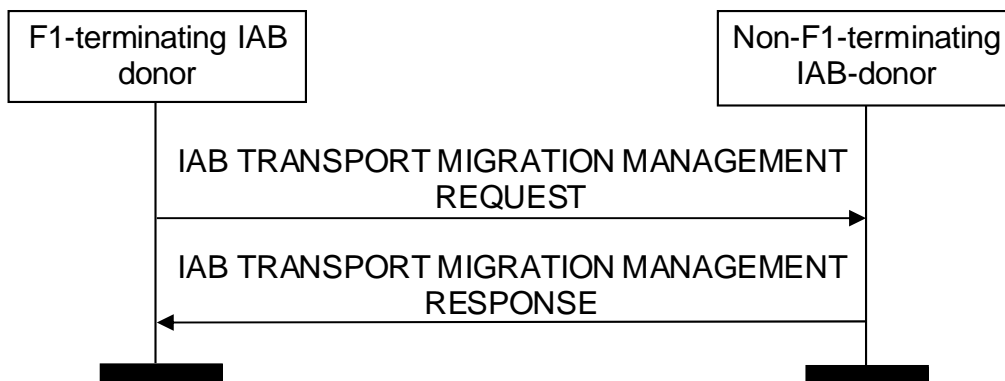 F1-terminating IAB
donor
Non-F1-terminating
IAB-donor
IAB TRANSPORT MIGRATION MANAGEMENT
REQUEST
IAB TRANSPORT MIGRATION MANAGEMENT
RESPONSE